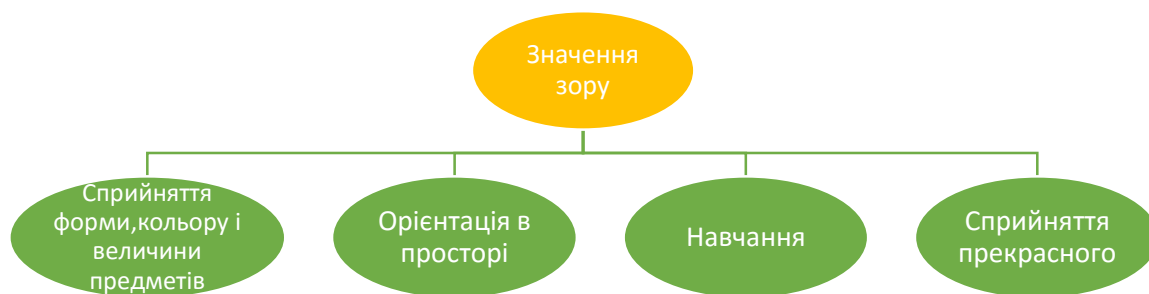 Значення
зору
Сприйняття
форми,кольору і
величини
предметів
Орієнтація в
просторі
Навчання
Сприйняття
прекрасного